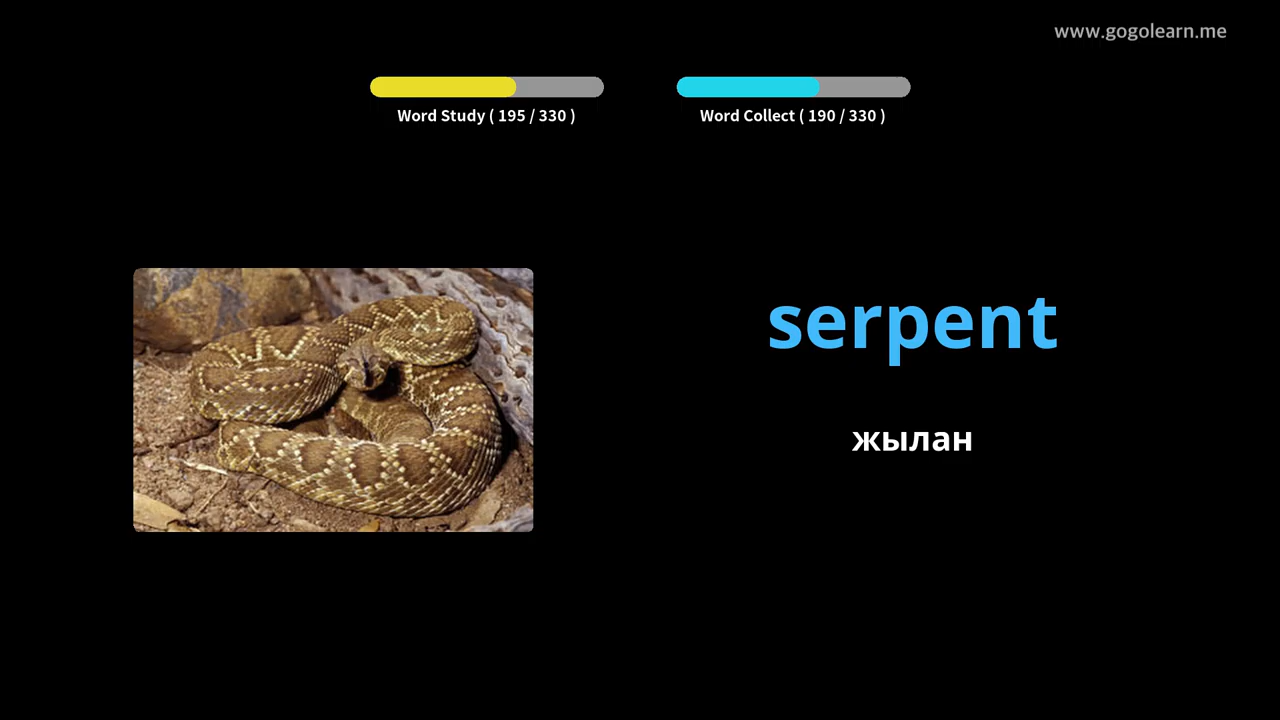 www.gogolearn.me
Word Study ( 195 / 330 )
Word Collect ( 190 / 330 )
serpent
жылан